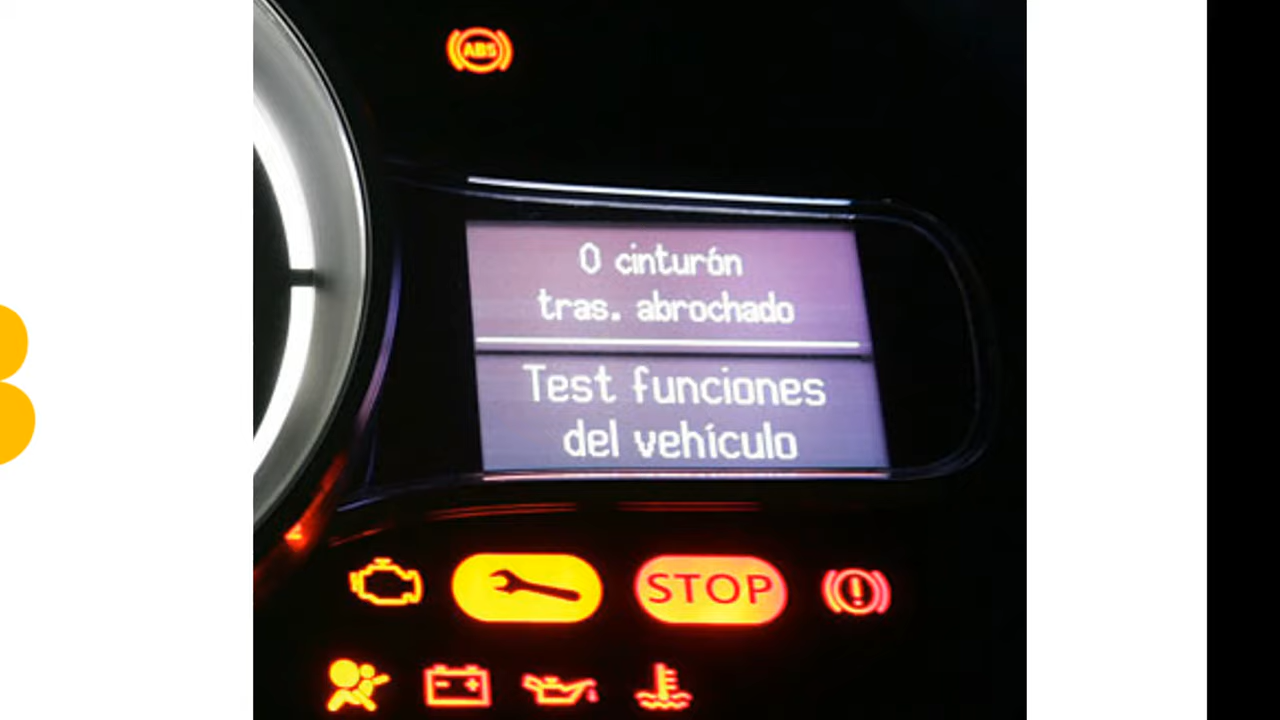 ABS
0 cinturón
tras. abrochado
Test funciones
del vehículo
STOP